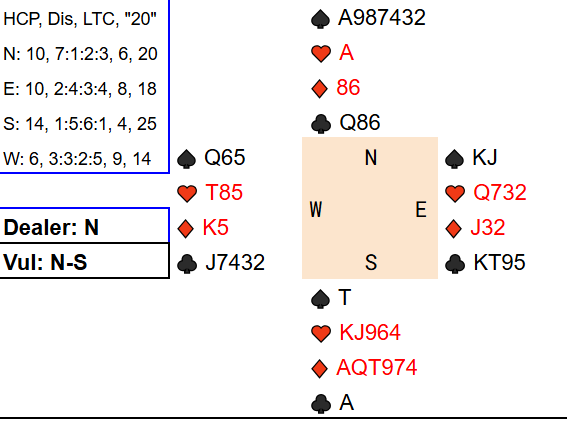 HCP, Dis, LTC, "20"
N: 10, 7:1:2:3, 6, 20
E: 10, 2:4:3:4, 8, 18
S: 14, 1:5:6:1, 4, 25
W: 6, 3:3:2:5, 9, 14
Dealer: N
Vul: N-S
♠ A987432
♥ A
♦ 86
♣ Q86
♠ Q65
♥ T85
♦ K5
♣ J7432
N
W E
S
♠ KJ
♥ Q732
♦ J32
♣ KT95
♠ T
♥ KJ964
♦ AQT974
♣ A